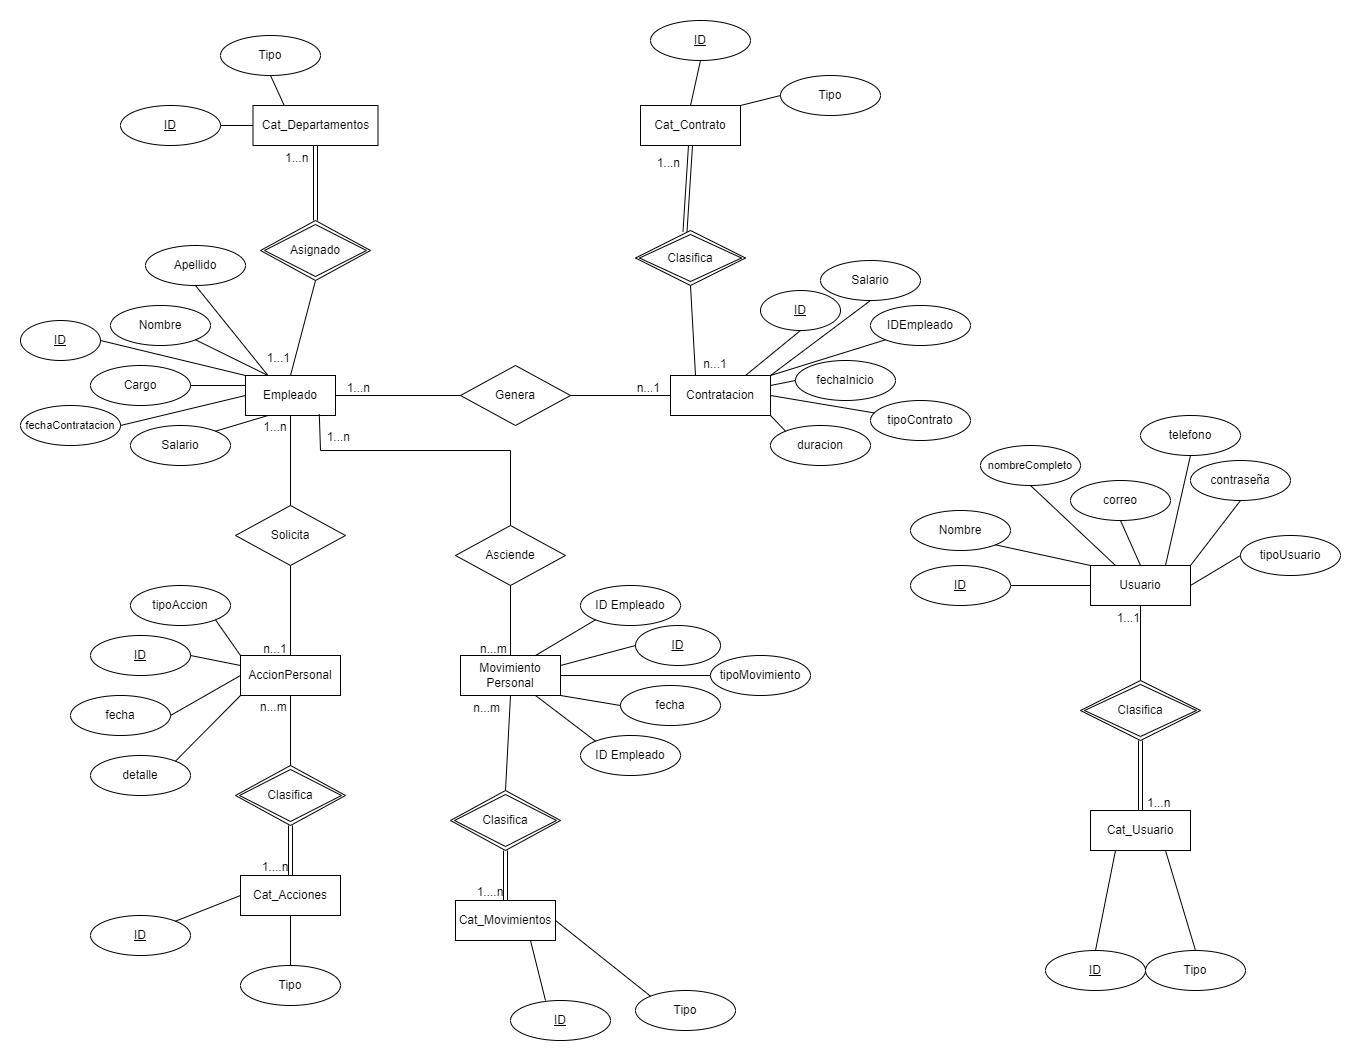 ID
Tipo
Tipo
ID
Cat_Departamentos
Cat_Contrato
1...n
1...n
Asignado
Clasifica
Apellido
Salario
ID
Nombre
IDEmpleado
ID
1...1
n...1
fechaInicio
Cargo
Empleado
1...n
Genera
n...1
Contratacion
fechaContratacion
1...n
tipoContrato
Salario
1...n
duracion
telefono
nombreCompleto
contraseña
correo
Nombre
Solicita
Asciende
tipoUsuario
ID
Usuario
tipoAccion
ID Empleado
1...1
ID
n...1
n...m
ID
AccionPersonal
Movimiento
Personal
tipoMovimiento
fecha
n...m
n...m
fecha
Clasifica
detalle
ID Empleado
Clasifica
Clasifica
1...n
Cat_Usuario
1....n
Cat_Acciones
1....n
Cat_Movimientos
ID
ID
Tipo
Tipo
ID
Tipo